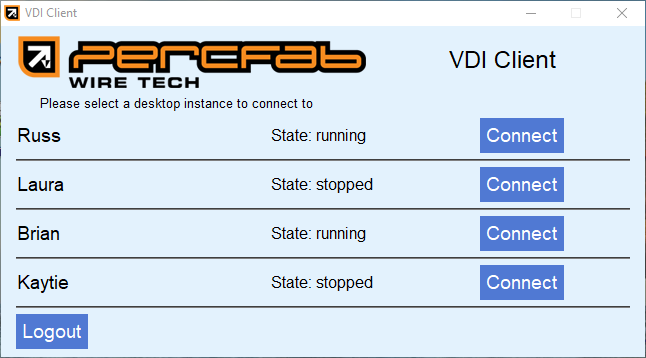 VDI Client
PERCFAB
WIRE TECH
VDI Client
Please select a desktop instance to connect to
Russ State: running Connect
Laura State: stopped Connect
Brian State: running Connect
Kaytie State: stopped Connect
Logout